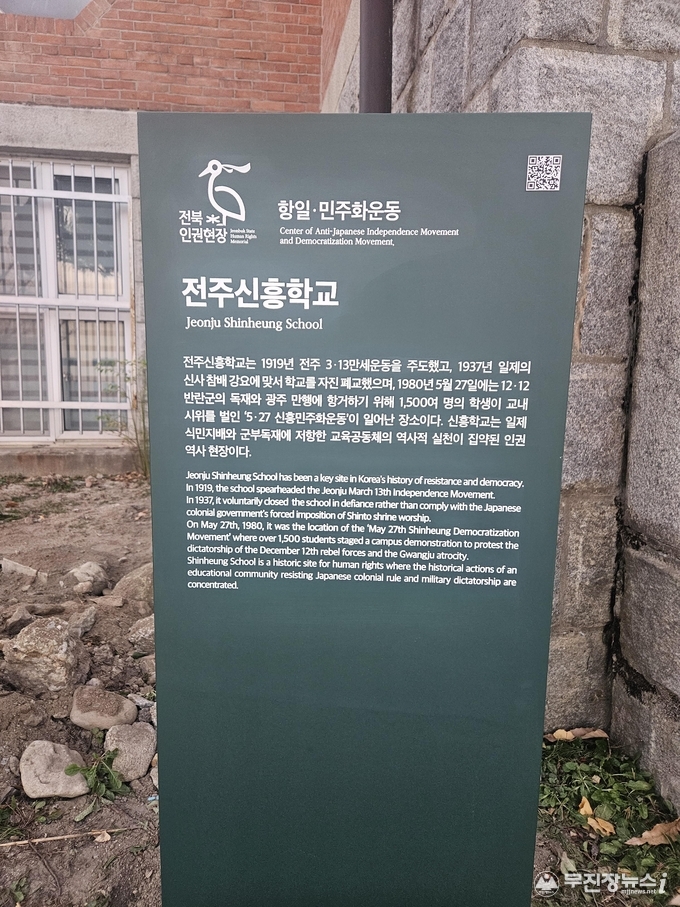 전북
인권현장
Jeonbuk State
Human Rights
Memorial
항일·민주화운동
Center of Anti-Japanese Independence Movement
and Democratization Movement.
전주신흥학교
Jeonju Shinheung School
전주신흥학교는 1919년 전주 3·13만세운동을 주도했고, 1937년 일제의
신사 참배 강요에 맞서 학교를 자진 폐교했으며, 1980년 5월 27일에는 12·12
반란군의 독재와 광주 만행에 항거하기 위해 1,500여 명의 학생이 교내
시위를 벌인 '5·27 신흥민주화운동'이 일어난 장소이다. 신흥학교는 일제
식민지배와 군부독재에 저항한 교육공동체의 역사적 실천이 집약된 인권
역사 현장이다.
Jeonju Shinheung School has been a key site in Korea's history of resistance and democracy.
In 1919, the school spearheaded the Jeonju March 13th Independence Movement.
In 1937, it voluntarily closed the school in defiance rather than comply with the Japanese
colonial government's forced imposition of Shinto shrine worship.
On May 27th, 1980, it was the location of the 'May 27th Shinheung Democratization
Movement' where over 1,500 students staged a campus demonstration to protest the
dictatorship of the December 12th rebel forces and the Gwangju atrocity.
Shinheung School is a historic site for human rights where the historical actions of an
educational community resisting Japanese colonial rule and military dictatorship are
concentrated.
무진장뉴스i
mjjnews.net